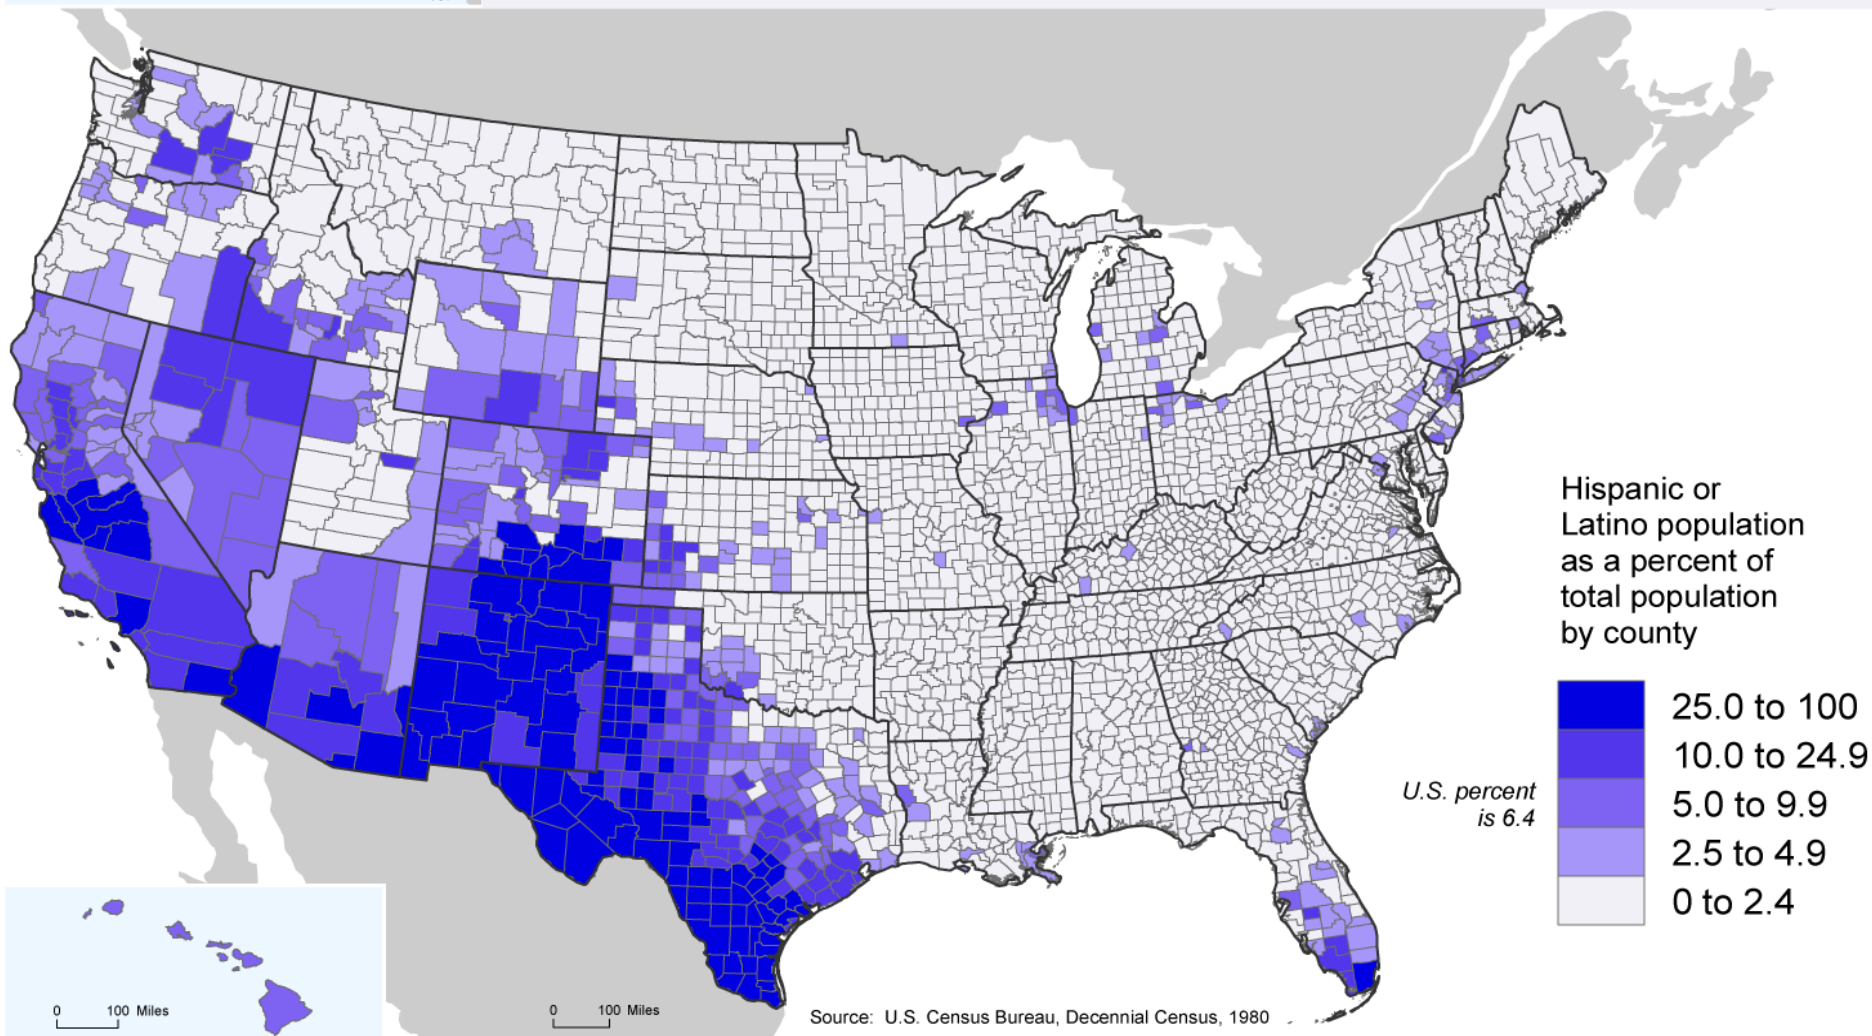 Hispanic or
Latino population
as a percent of
total population
by county
25.0 to 100
10.0 to 24.9
U.S. percent
is 6.4
5.0 to 9.9
2.5 to 4.9
0 to 2.4
0 100 Miles
0 100 Miles
Source: U.S. Census Bureau, Decennial Census, 1980